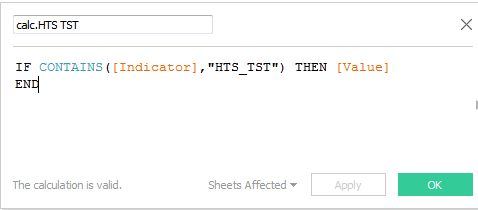 calc.HTS TST
IF CONTAINS([Indicator],"HTS_TST") THEN [Value]
END
The calculation is valid.
Sheets Affected
Apply
OK